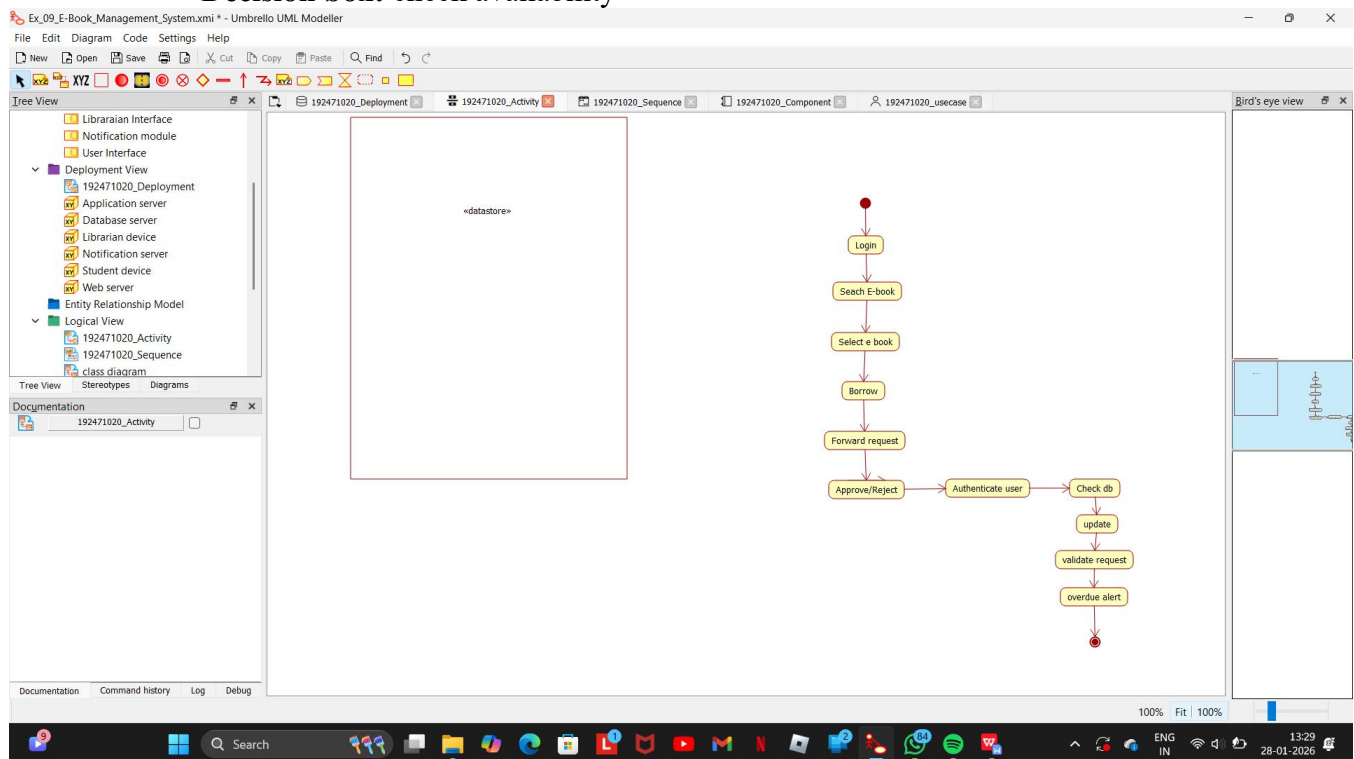 Decision box: check availability
Ex_09_E-Book_Management_System.xmi * - Umbrello UML Modeller
File Edit Diagram Code Settings Help
New Open Save Cut Copy Paste Find
XYZ
Tree View
192471020_Deployment 192471020_Activity 192471020_Sequence 192471020_Component 192471020_usecase
Bird's eye view
Libraraian Interface
Notification module
User Interface
Deployment View
192471020_Deployment
Application server
Database server
Librarian device
Notification server
Student device
Web server
Entity Relationship Model
Logical View
192471020_Activity
192471020_Sequence
class diagram
Tree View Stereotypes Diagrams
Documentation
192471020_Activity
«datastore»
Login
Seach E-book
Select e book
Borrow
Forward request
Approve/Reject
Authenticate user
Check db
update
validate request
overdue alert
Documentation Command history Log Debug
100% Fit 100%
9
Search
1
2
84
ENG
IN
13:29
28-01-2026